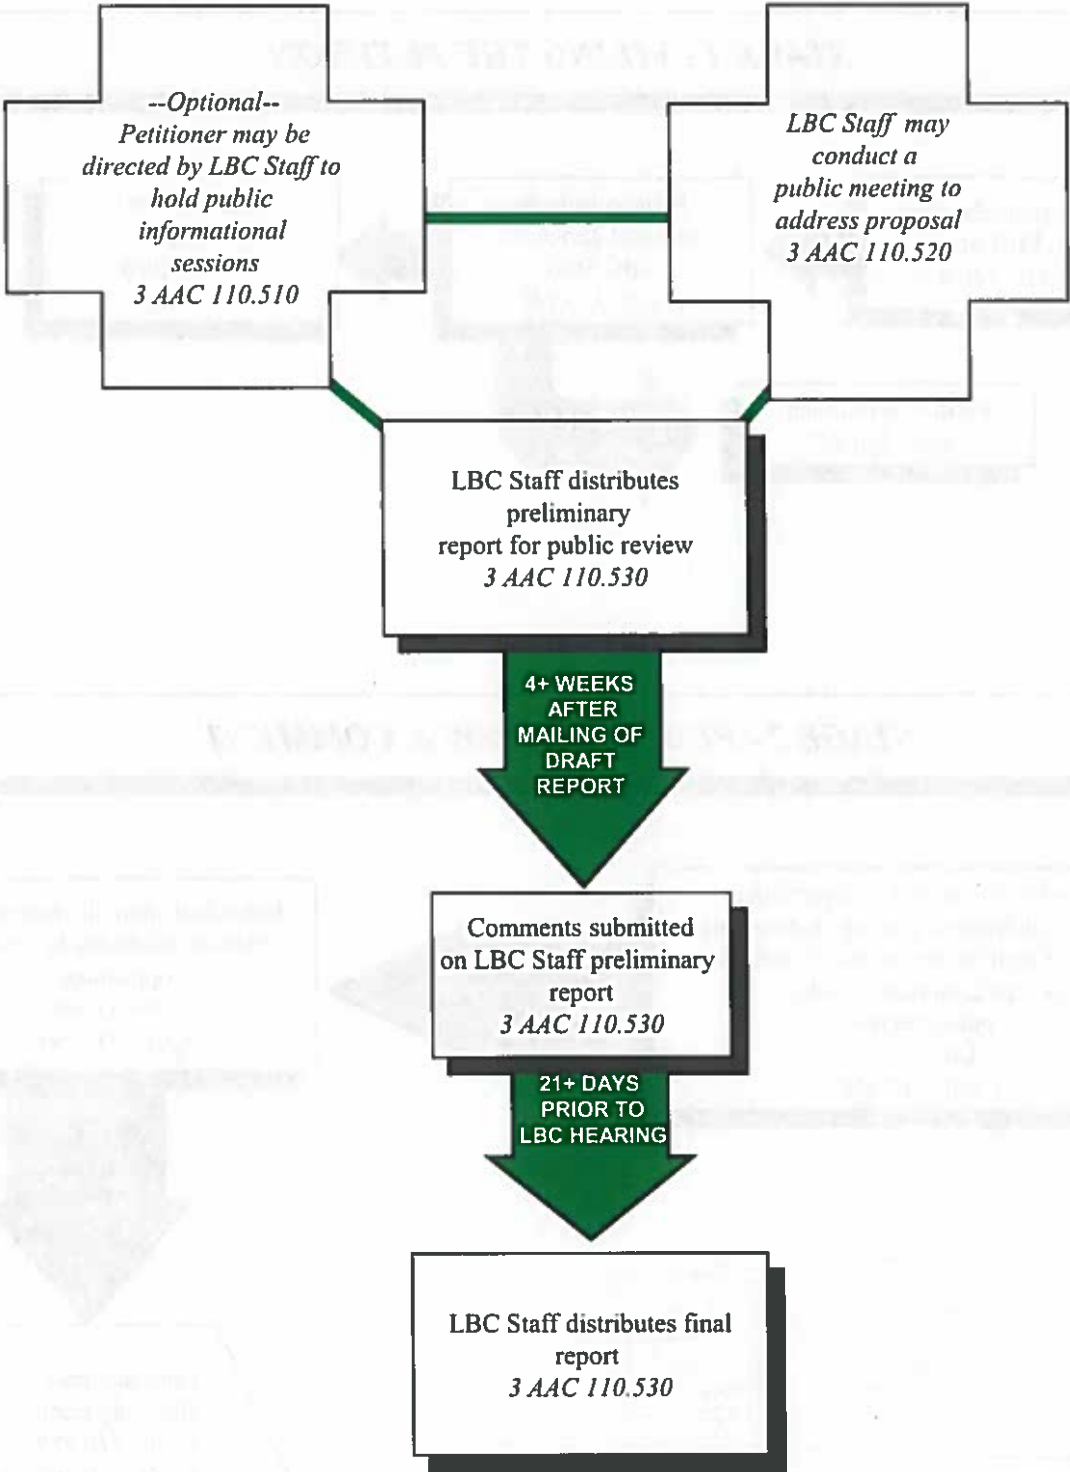 --Optional--
Petitioner may be
directed by LBC Staff to
hold public
informational
sessions
3 AAC 110.510
LBC Staff may
conduct a
public meeting to
address proposal
3 AAC 110.520
LBC Staff distributes
preliminary
report for public review
3 AAC 110.530
4+ WEEKS
AFTER
MAILING OF
DRAFT
REPORT
Comments submitted
on LBC Staff preliminary
report
3 AAC 110.530
21+ DAYS
PRIOR TO
LBC HEARING
LBC Staff distributes final
report
3 AAC 110.530